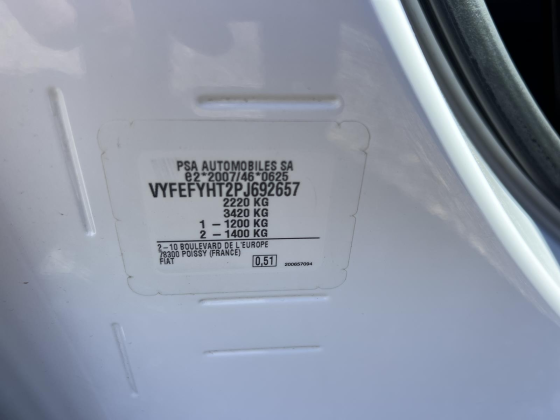 PSA AUTOMOBILES SA
e2*2007/46*0625
VYFEFYHT2PJ692657
2220 KG
3420 KG
1 - 1200 KG
2 - 1400 KG
2-10 BOULEVARD DE L'EUROPE
78300 POISSY (FRANCE)
FIAT
0,51
200657094